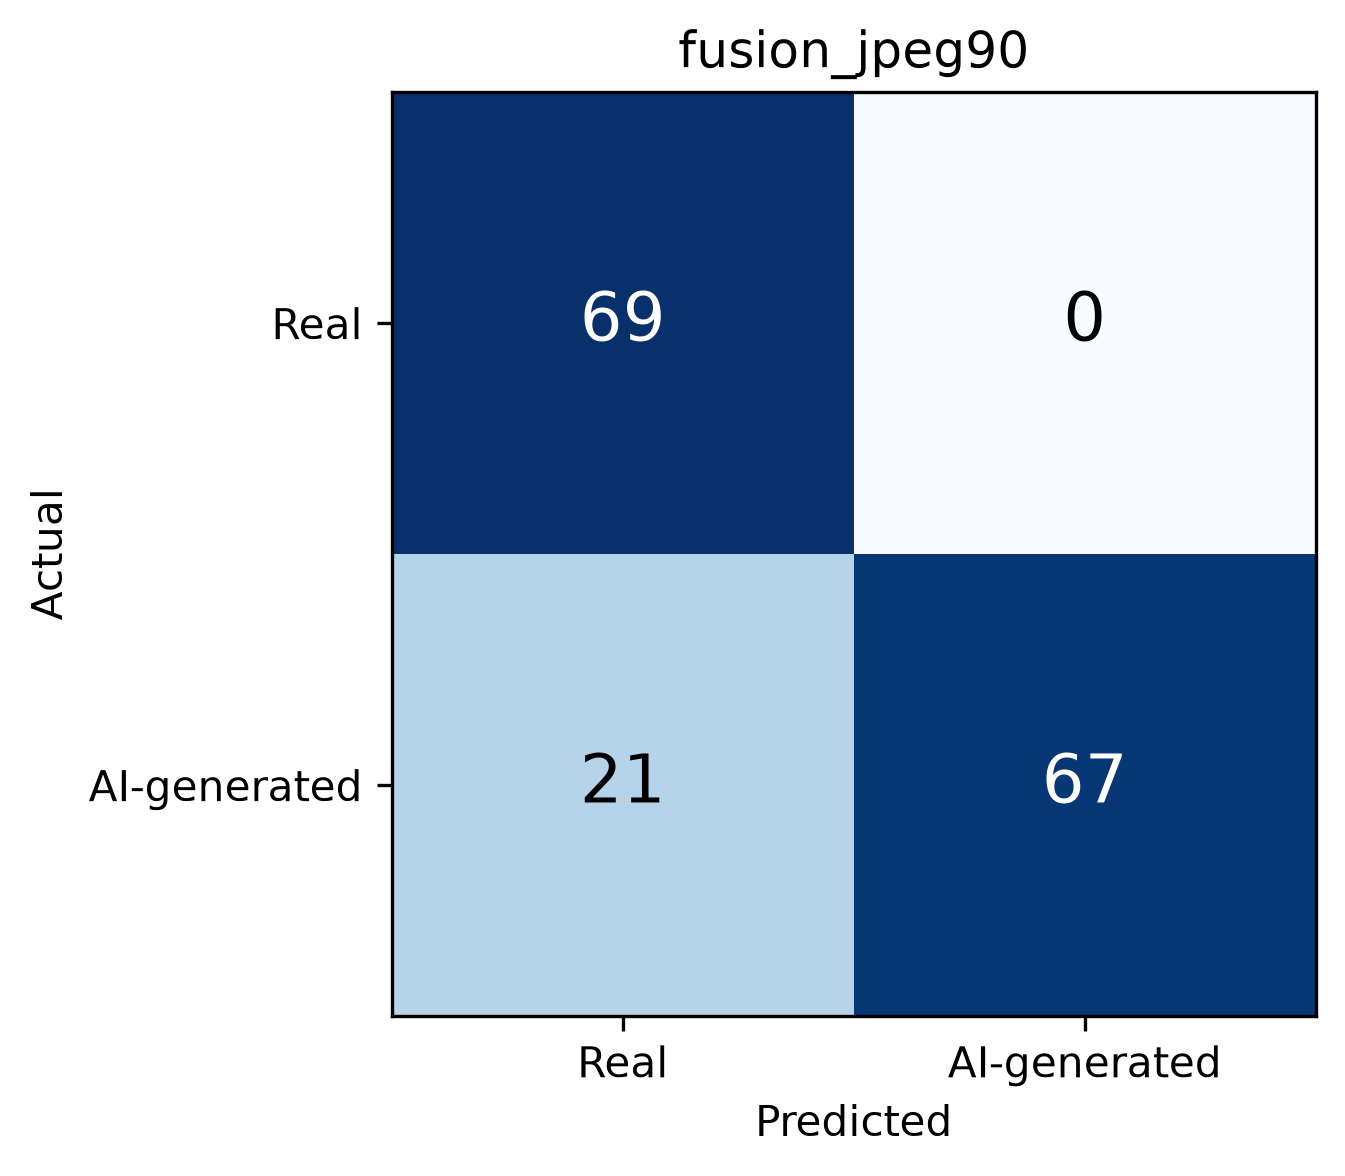 fusion_jpeg90
Real
69
0
Actual
AI-generated
21
67
Real
AI-generated
Predicted